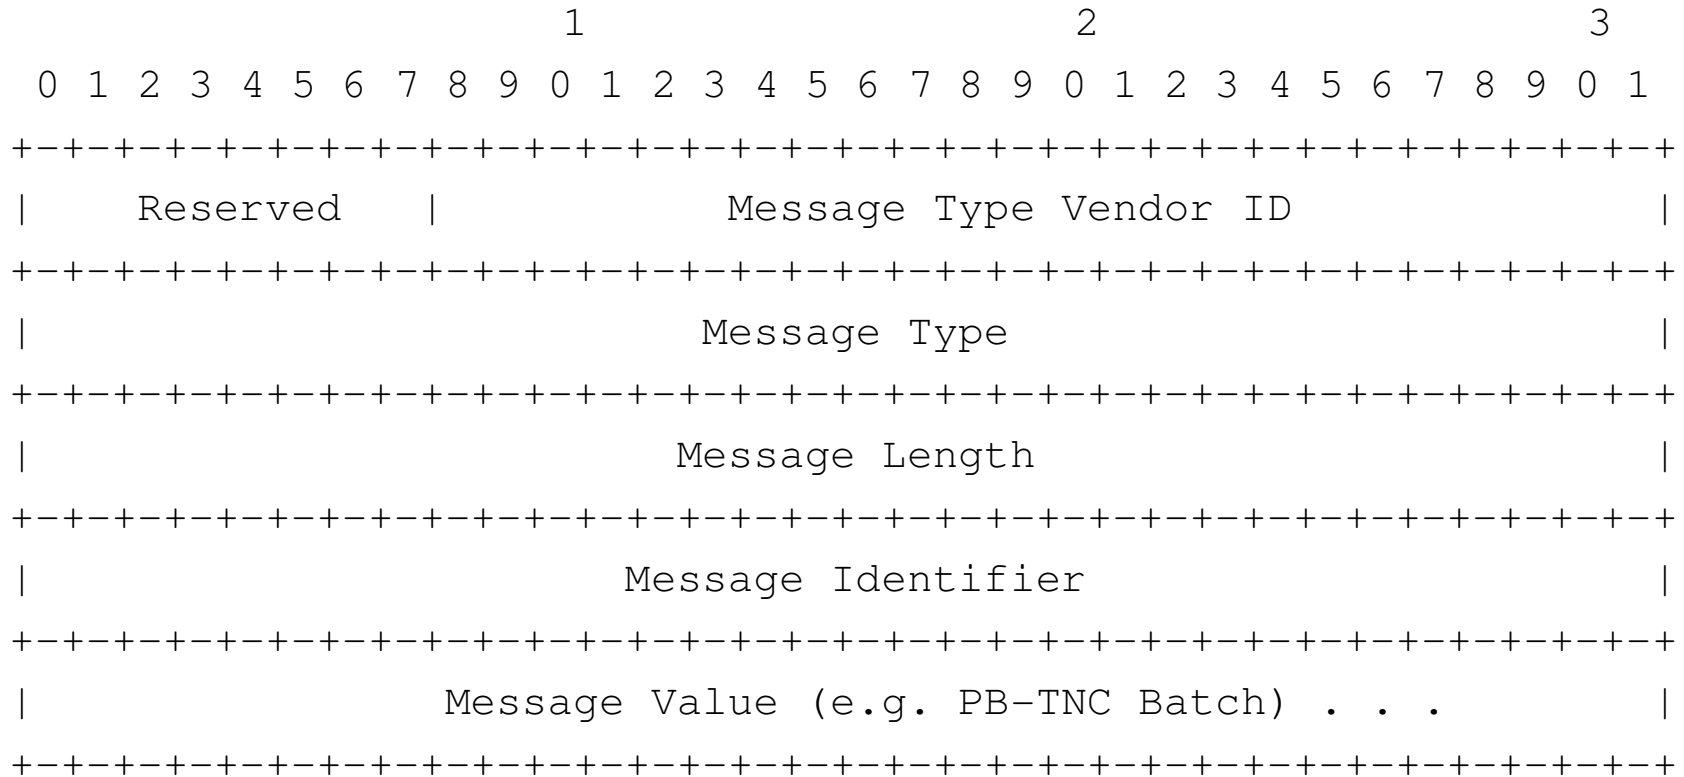 1                   2                   3
 0 1 2 3 4 5 6 7 8 9 0 1 2 3 4 5 6 7 8 9 0 1 2 3 4 5 6 7 8 9 0 1
+-+-+-+-+-+-+-+-+-+-+-+-+-+-+-+-+-+-+-+-+-+-+-+-+-+-+-+-+-+-+-+-+
|    Reserved   |           Message Type Vendor ID              |
+-+-+-+-+-+-+-+-+-+-+-+-+-+-+-+-+-+-+-+-+-+-+-+-+-+-+-+-+-+-+-+-+
|                          Message Type                         |
+-+-+-+-+-+-+-+-+-+-+-+-+-+-+-+-+-+-+-+-+-+-+-+-+-+-+-+-+-+-+-+-+
|                         Message Length                        |
+-+-+-+-+-+-+-+-+-+-+-+-+-+-+-+-+-+-+-+-+-+-+-+-+-+-+-+-+-+-+-+-+
|                       Message Identifier                      |
+-+-+-+-+-+-+-+-+-+-+-+-+-+-+-+-+-+-+-+-+-+-+-+-+-+-+-+-+-+-+-+-+
|                Message Value (e.g. PB-TNC Batch) . . .        |
+-+-+-+-+-+-+-+-+-+-+-+-+-+-+-+-+-+-+-+-+-+-+-+-+-+-+-+-+-+-+-+-+